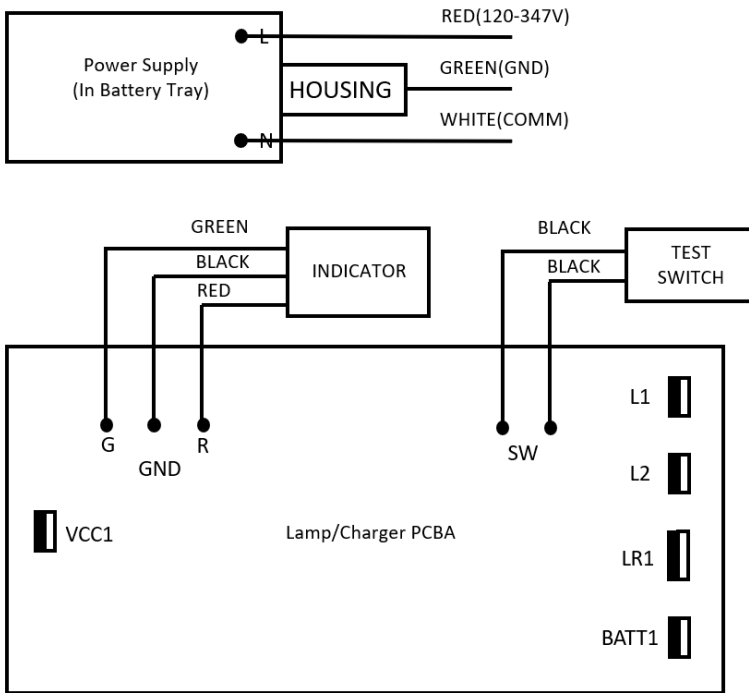 RED(120-347V)
L
Power Supply
(In Battery Tray)
GREEN(GND)
HOUSING
WHITE(COMM)
N
GREEN
BLACK
RED
INDICATOR
BLACK
BLACK
TEST
SWITCH
L1
G
GND
R
SW
L2
VCC1
Lamp/Charger PCBA
LR1
BATT1